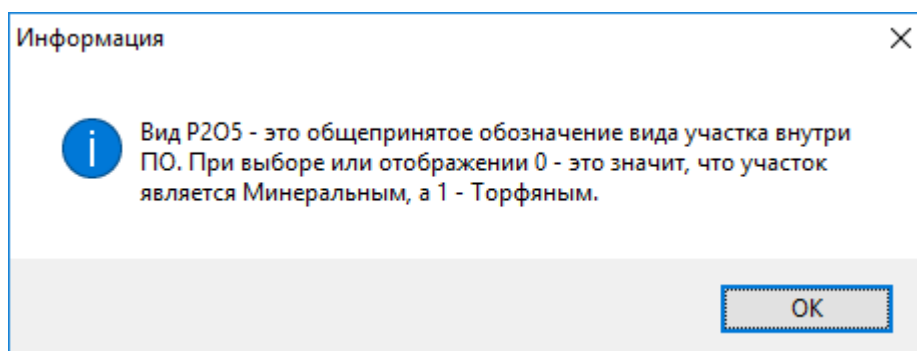 Информация
Вид P2O5 - это общепринятое обозначение вида участка внутри
ПО. При выборе или отображении 0 - это значит, что участок
является Минеральным, а 1 - Торфяным.
OK